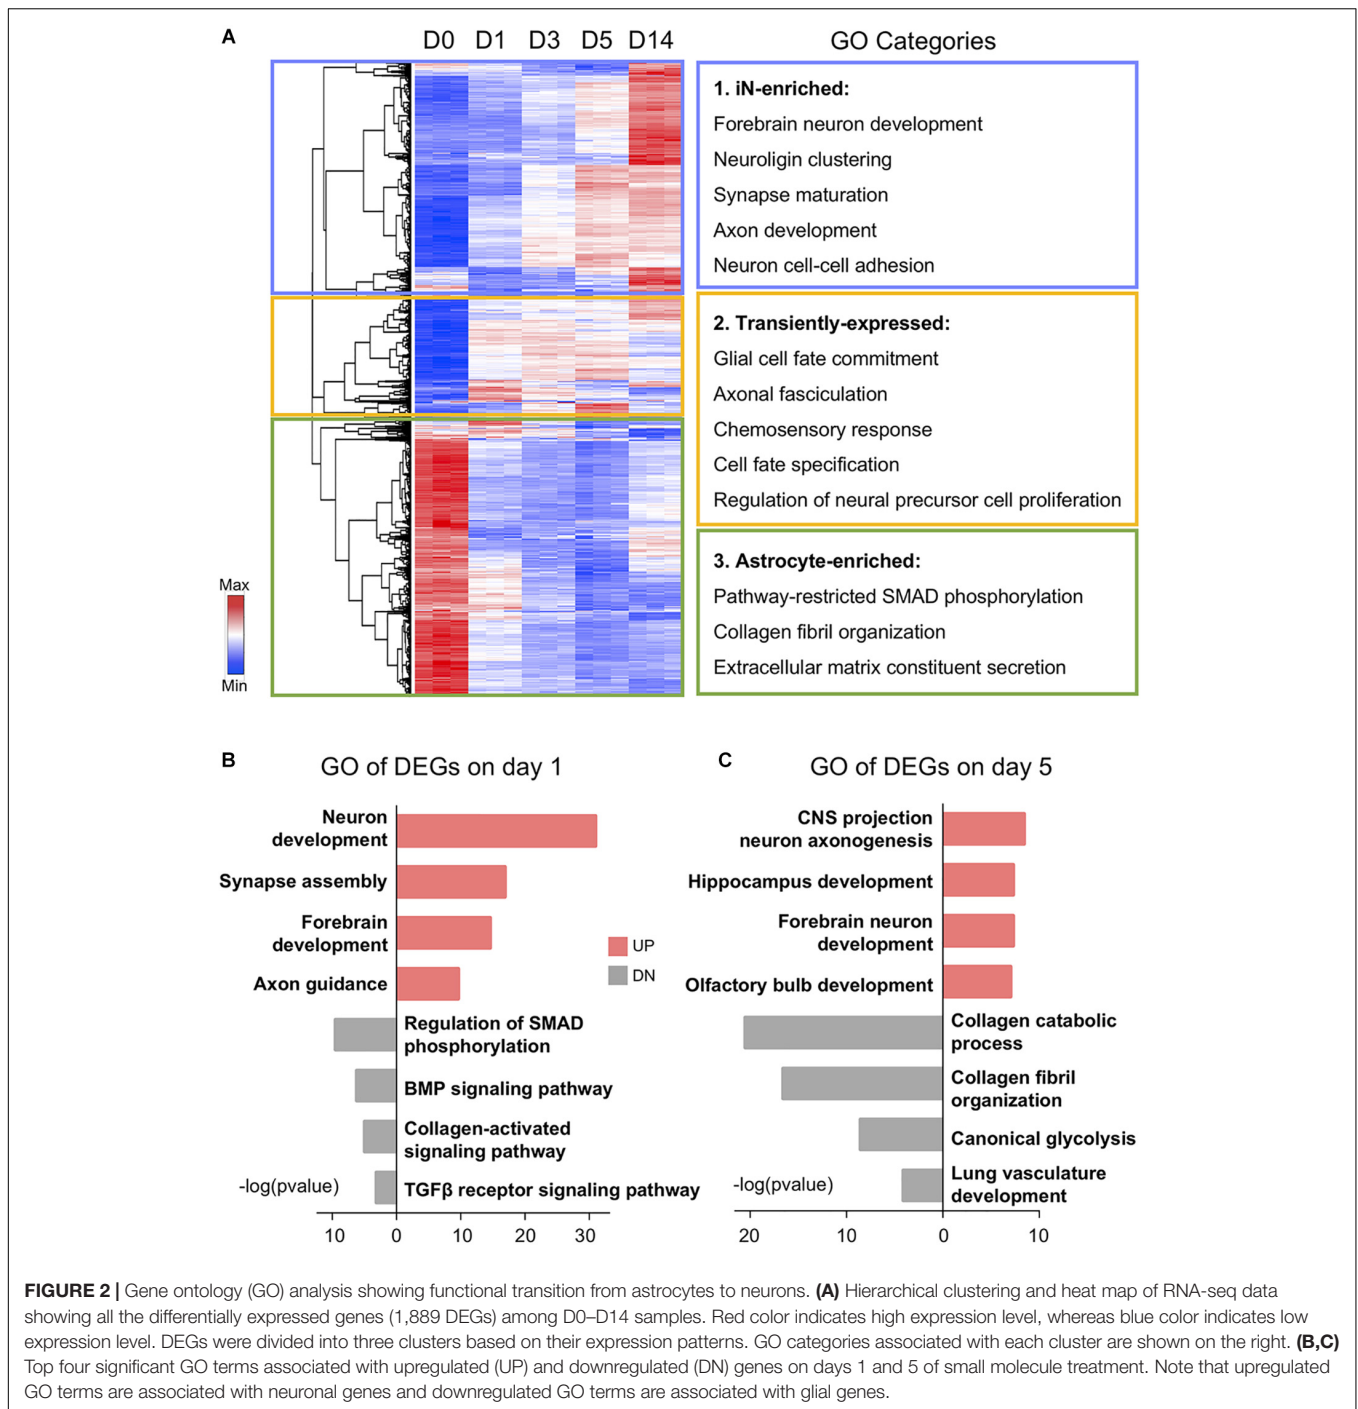 A
D0 D1 D3 D5 D14
GO Categories
1. iN-enriched:
Forebrain neuron development
Neuroligin clustering
Synapse maturation
Axon development
Neuron cell-cell adhesion
2. Transiently-expressed:
Glial cell fate commitment
Axonal fasciculation
Chemosensory response
Cell fate specification
Regulation of neural precursor cell proliferation
3. Astrocyte-enriched:
Pathway-restricted SMAD phosphorylation
Collagen fibril organization
Extracellular matrix constituent secretion
Max
Min
B
GO of DEGs on day 1
Neuron
development
Synapse assembly
Forebrain
development
Axon guidance
Regulation of SMAD
phosphorylation
BMP signaling pathway
Collagen-activated
signaling pathway
TGFβ receptor signaling pathway
-log(pvalue)
10 0 10 20 30
UP
DN
C
GO of DEGs on day 5
CNS projection
neuron axonogenesis
Hippocampus development
Forebrain neuron
development
Olfactory bulb development
Collagen catabolic
process
Collagen fibril
organization
Canonical glycolysis
Lung vasculature
development
-log(pvalue)
20 10 0 10
FIGURE 2 | Gene ontology (GO) analysis showing functional transition from astrocytes to neurons. (A) Hierarchical clustering and heat map of RNA-seq data
showing all the differentially expressed genes (1,889 DEGs) among D0–D14 samples. Red color indicates high expression level, whereas blue color indicates low
expression level. DEGs were divided into three clusters based on their expression patterns. GO categories associated with each cluster are shown on the right. (B,C)
Top four significant GO terms associated with upregulated (UP) and downregulated (DN) genes on days 1 and 5 of small molecule treatment. Note that upregulated
GO terms are associated with neuronal genes and downregulated GO terms are associated with glial genes.